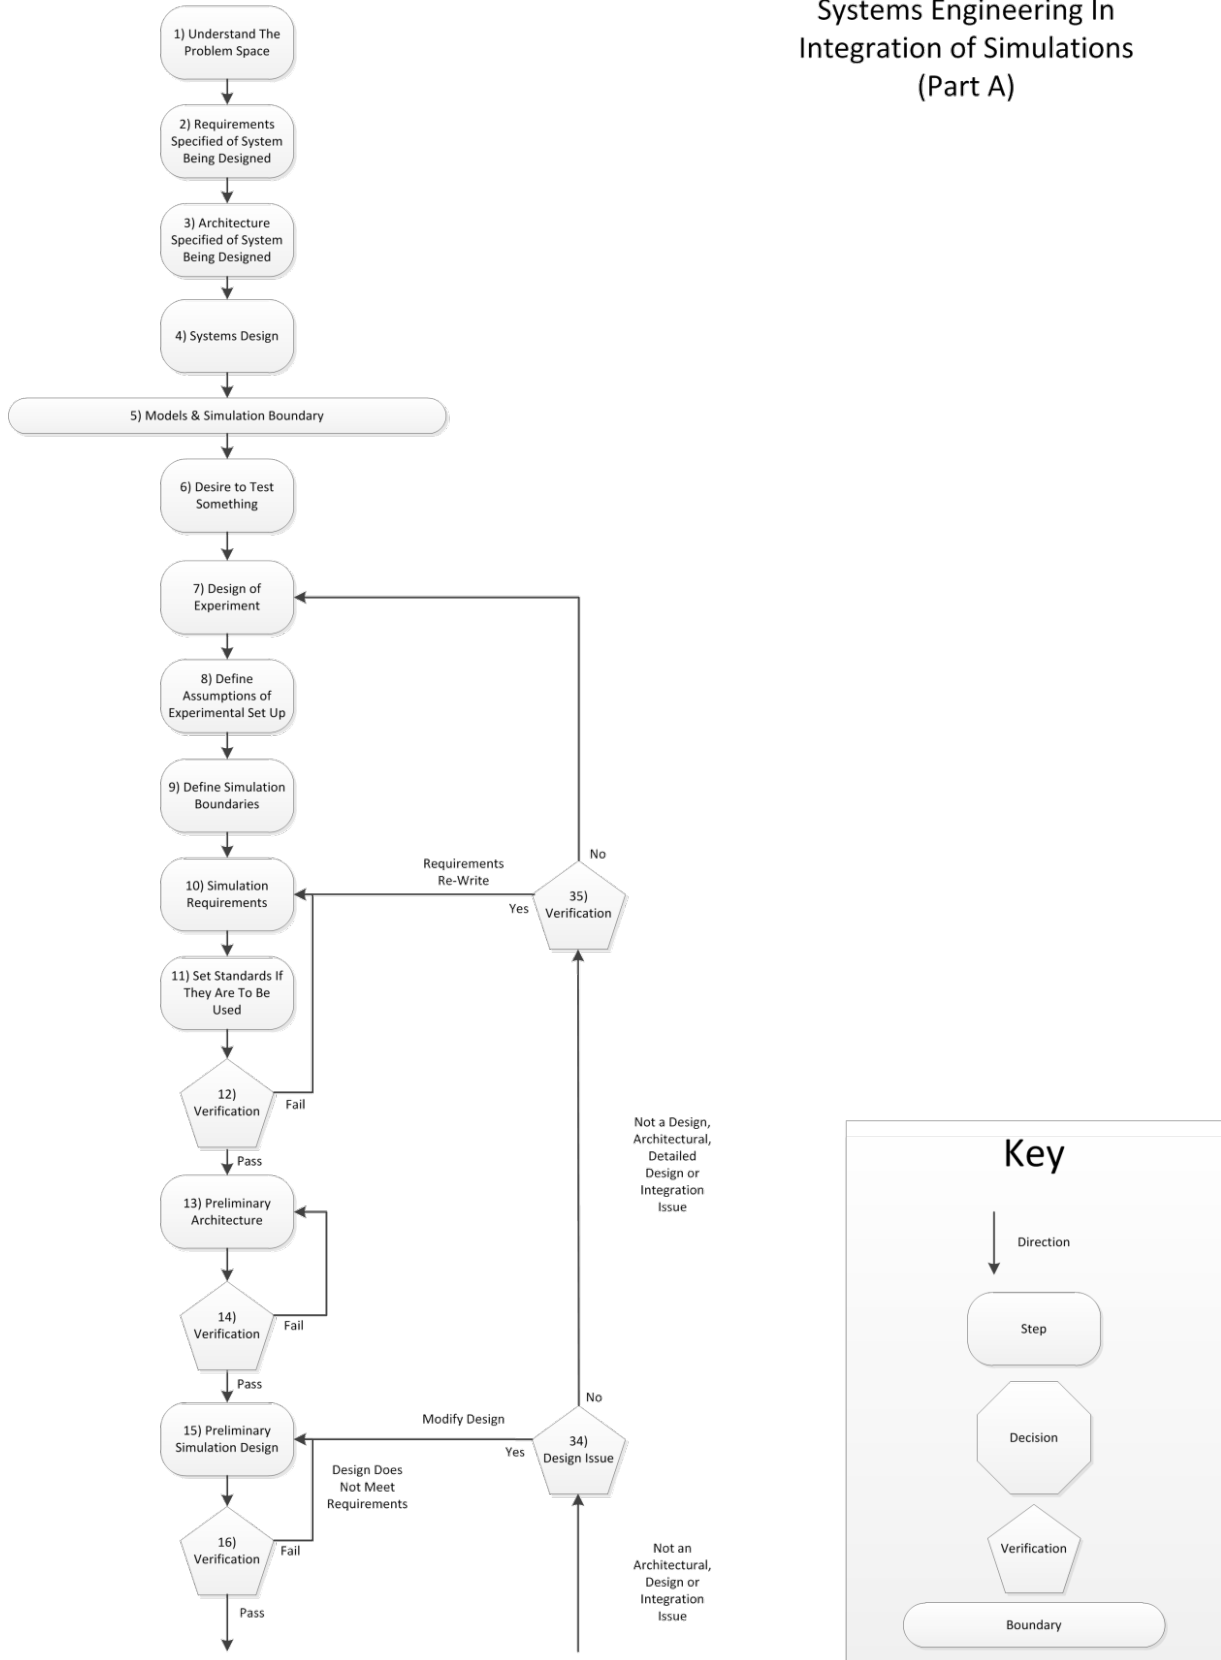 Systems Engineering In
Integration of Simulations
(Part A)
1) Understand The
Problem Space
2) Requirements
Specified of System
Being Designed
3) Architecture
Specified of System
Being Designed
4) Systems Design
5) Models & Simulation Boundary
6) Desire to Test
Something
7) Design of
Experiment
8) Define
Assumptions of
Experimental Set Up
9) Define Simulation
Boundaries
10) Simulation
Requirements
Requirements
Re-Write
No
Yes
35)
Verification
11) Set Standards If
They Are To Be
Used
12)
Verification
Fail
Pass
13) Preliminary
Architecture
14)
Verification
Fail
Pass
Not a Design,
Architectural,
Detailed
Design or
Integration
Issue
15) Preliminary
Simulation Design
Modify Design
No
Yes
34)
Design Issue
Design Does
Not Meet
Requirements
16)
Verification
Fail
Pass
Not an
Architectural,
Design or
Integration
Issue
Key
Direction
Step
Decision
Verification
Boundary